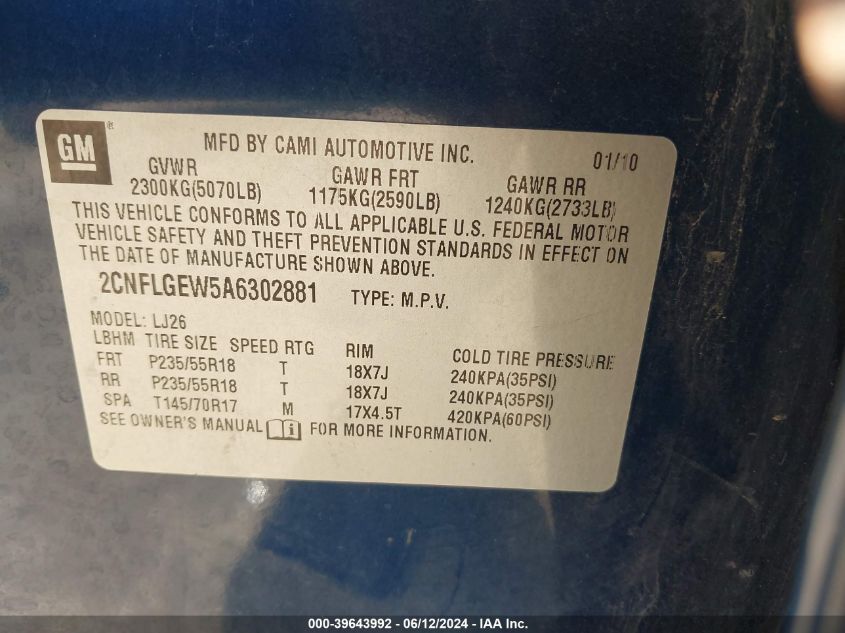 GM®
MFD BY CAMI AUTOMOTIVE INC.
01/10
GVWR GAWR FRT GAWR RR
2300KG(5070LB) 1175KG(2590LB) 1240KG(2733LB)
THIS VEHICLE CONFORMS TO ALL APPLICABLE U.S. FEDERAL MOTOR
VEHICLE SAFETY AND THEFT PREVENTION STANDARDS IN EFFECT ON
THE DATE OF MANUFACTURE SHOWN ABOVE.
2CNFLGEW5A6302881 TYPE: M.P.V.
MODEL: LJ26
LBHM TIRE SIZE SPEED RTG RIM COLD TIRE PRESSURE
FRT P235/55R18 T 18X7J 240KPA(35PSI)
RR P235/55R18 T 18X7J 240KPA(35PSI)
SPA T145/70R17 M 17X4.5T 420KPA(60PSI)
SEE OWNER'S MANUAL i FOR MORE INFORMATION.
000-39643992 - 06/12/2024 - IAA Inc.